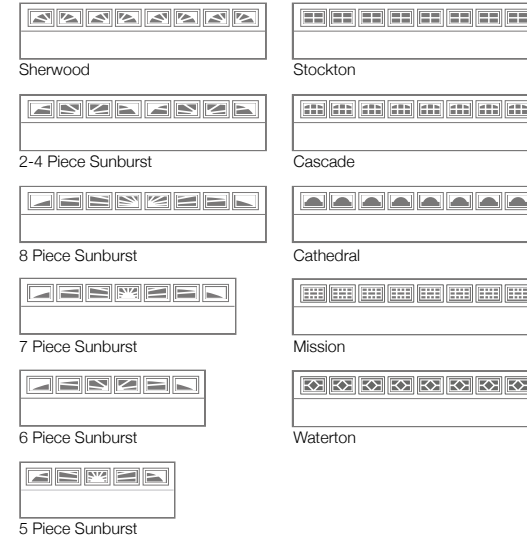 Sherwood
2-4 Piece Sunburst
8 Piece Sunburst
7 Piece Sunburst
6 Piece Sunburst
5 Piece Sunburst
Stockton
Cascade
Cathedral
Mission
Waterton